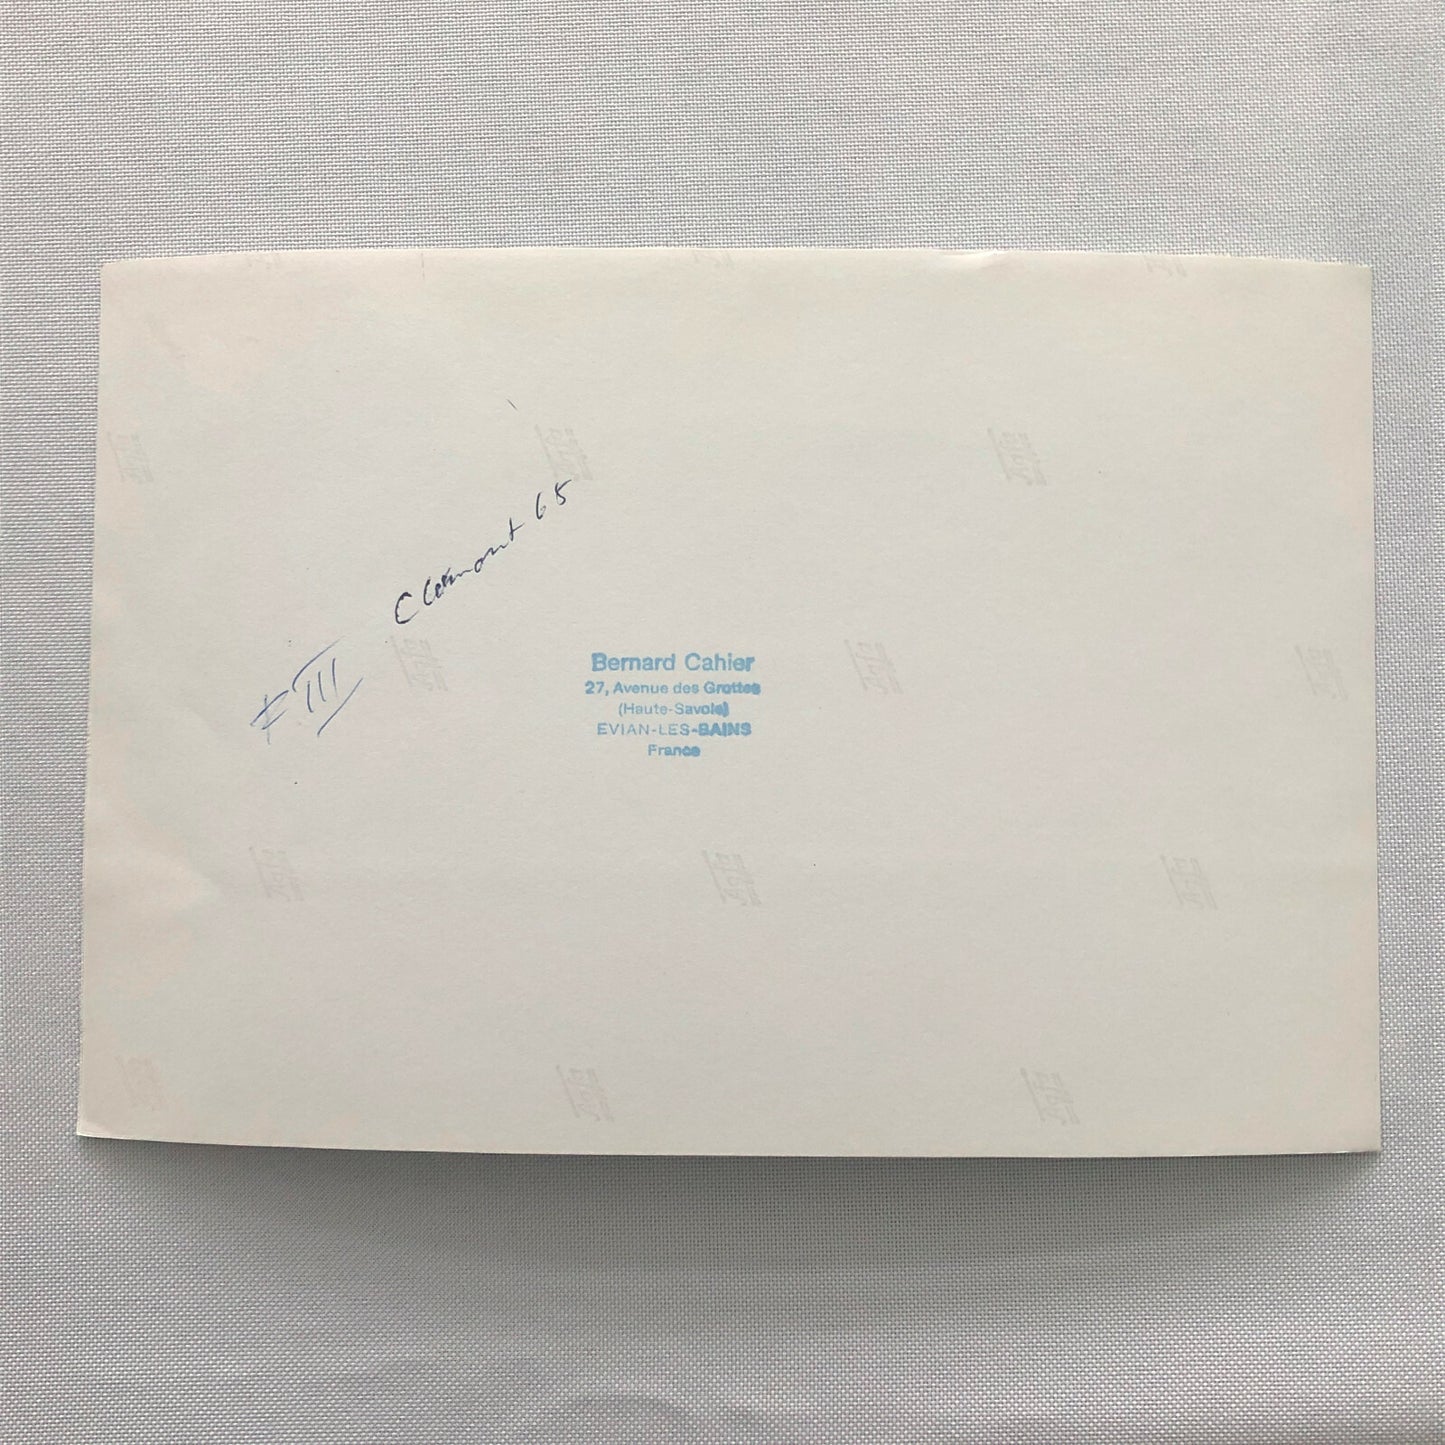 Clermont 65
F III
Bernard Cahier
27, Avenue des Grottes
(Haute-Savoie)
EVIAN-LES-BAINS
France